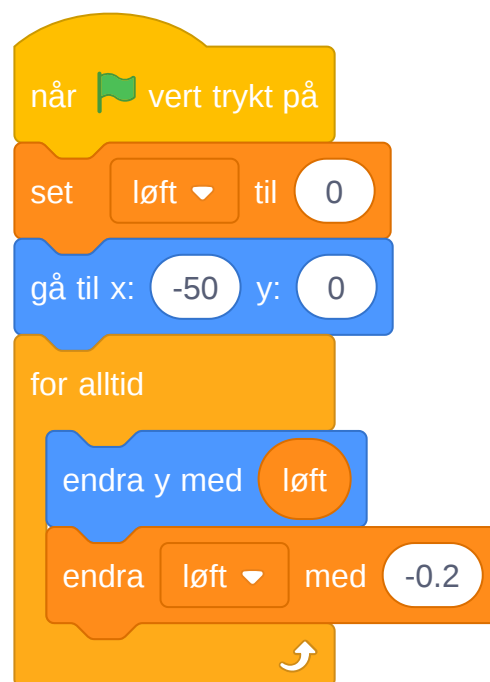 når vert trykt på
set løft til 0
gå til x: -50 y: 0
for alltid
endra y med løft
endra løft med -0.2